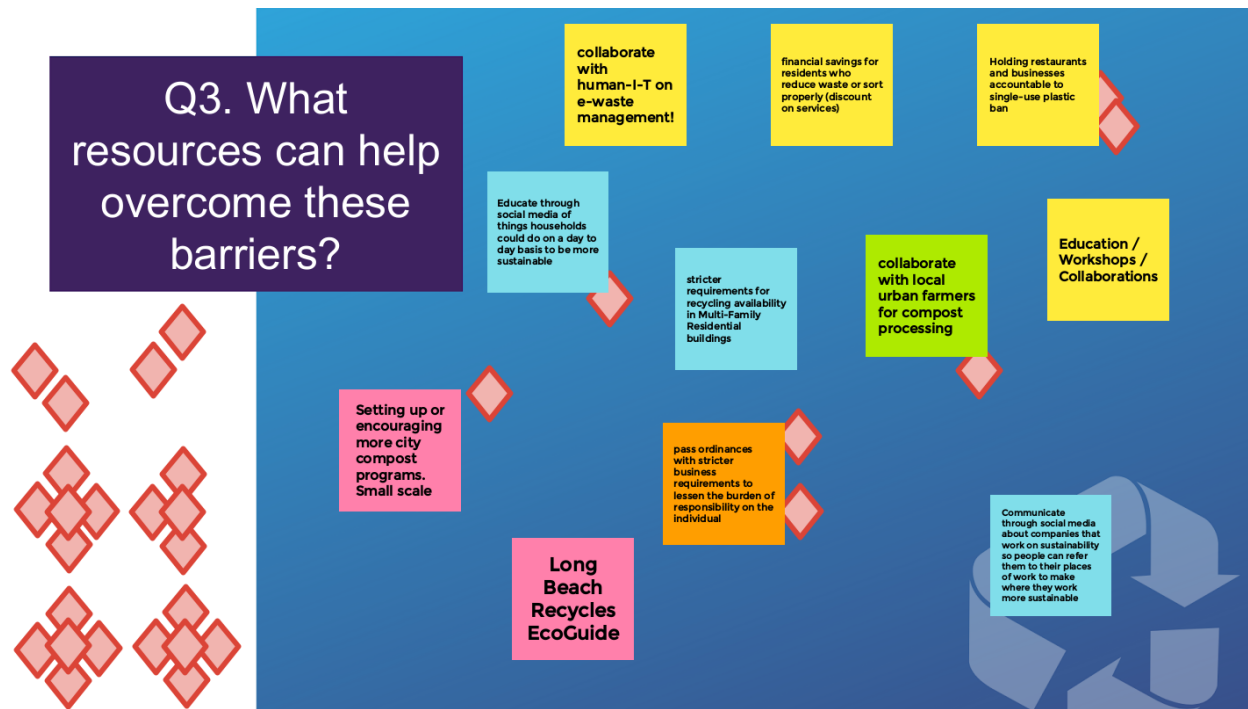 Q3. What
resources can help
overcome these
barriers?
collaborate
with
human-I-T on
e-waste
management!
financial savings for
residents who
reduce waste or sort
properly (discount
on services)
Holding restaurants
and businesses
accountable to
single-use plastic
ban
Educate through
social media of
things households
could do on a day to
day basis to be more
sustainable
stricter
requirements for
recycling availability
in Multi-Family
Residential
buildings
collaborate
with local
urban farmers
for compost
processing
Education /
Workshops /
Collaborations
Setting up or
encouraging
more city
compost
programs.
Small scale
pass ordinances
with stricter
business
requirements to
lessen the burden of
responsibility on the
individual
Long
Beach
Recycles
EcoGuide
Communicate
through social media
about companies that
work on sustainability
so people can refer
them to their places
of work to make
where they work
more sustainable